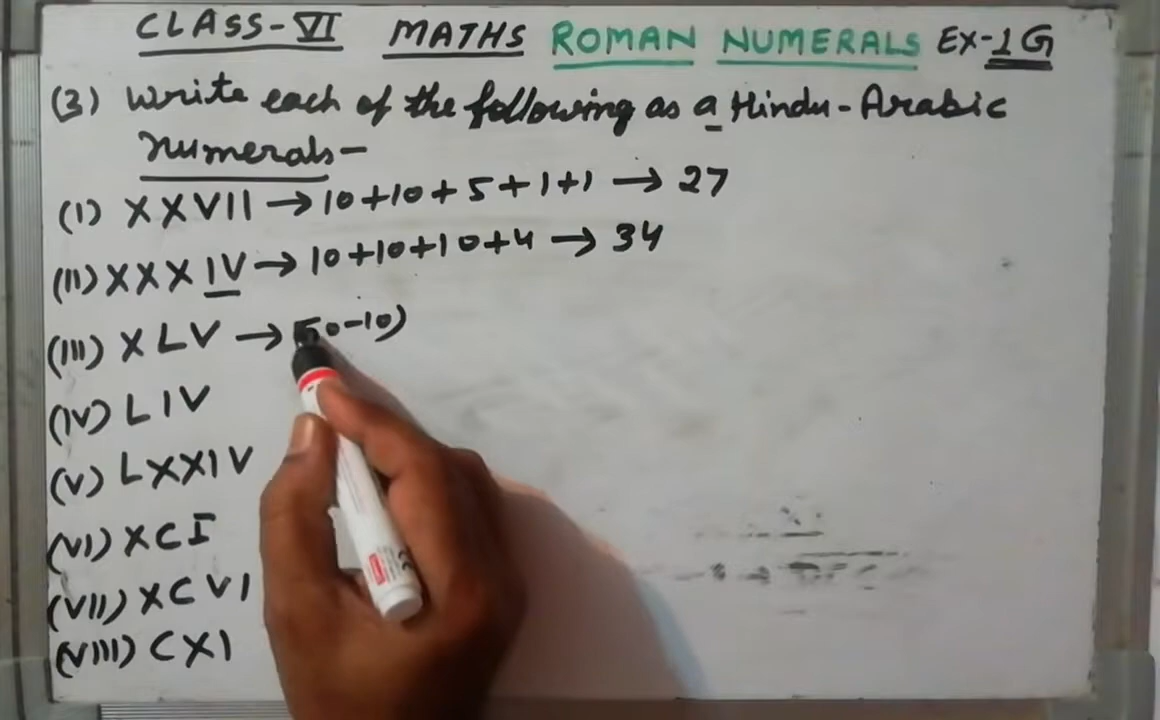 CLASS-VI MATHS ROMAN NUMERALS EX-1G
(3) Write each of the following as a Hindu-Arabic
Numerals-
(I) XXVII → 10+10+5+1+1 → 27
(II) XXXIV → 10+10+10+4 → 34
(III) XLV → 50-10)
(IV) LIV
(V) LXXIV
(VI) XCI
(VII) XCVI
(VIII) CXI